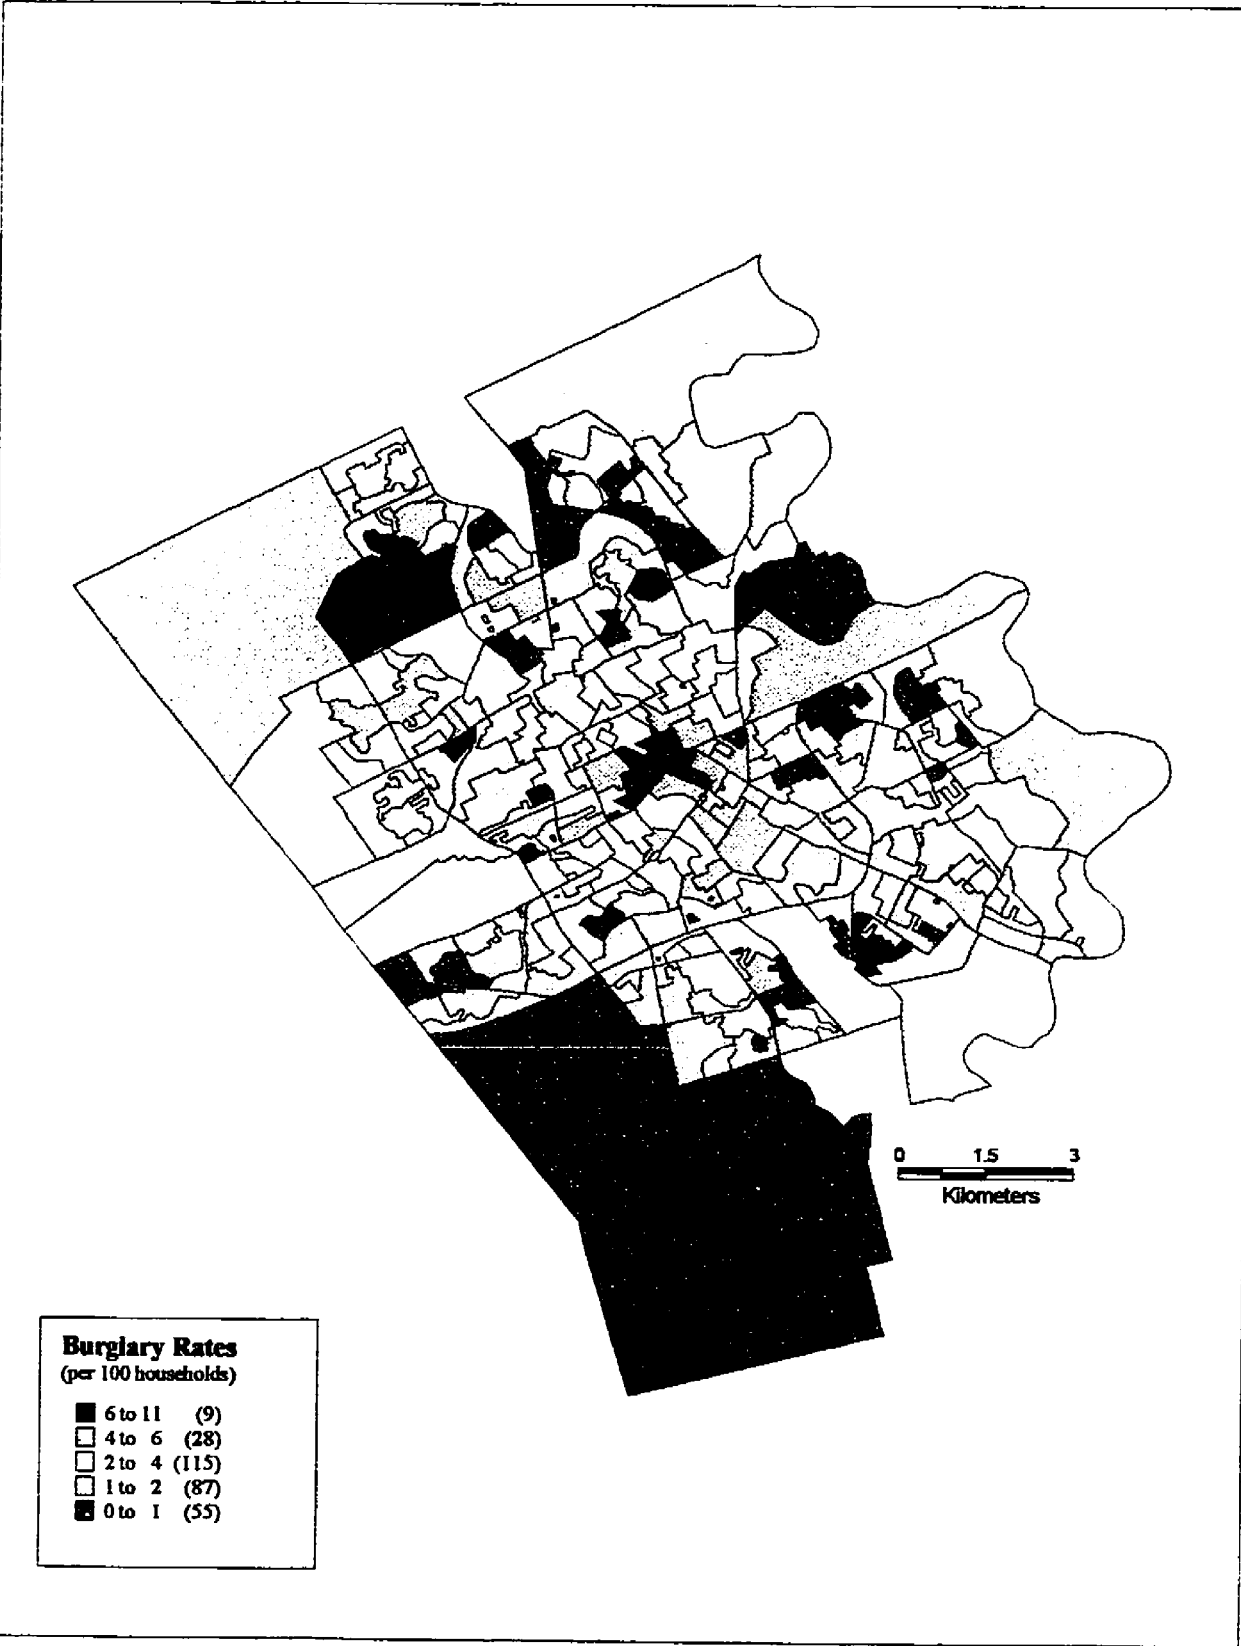 0 1.5 3
Kilometers
Burglary Rates
(per 100 households)
6 to 11 (9)
4 to 6 (28)
2 to 4 (115)
1 to 2 (87)
0 to 1 (55)